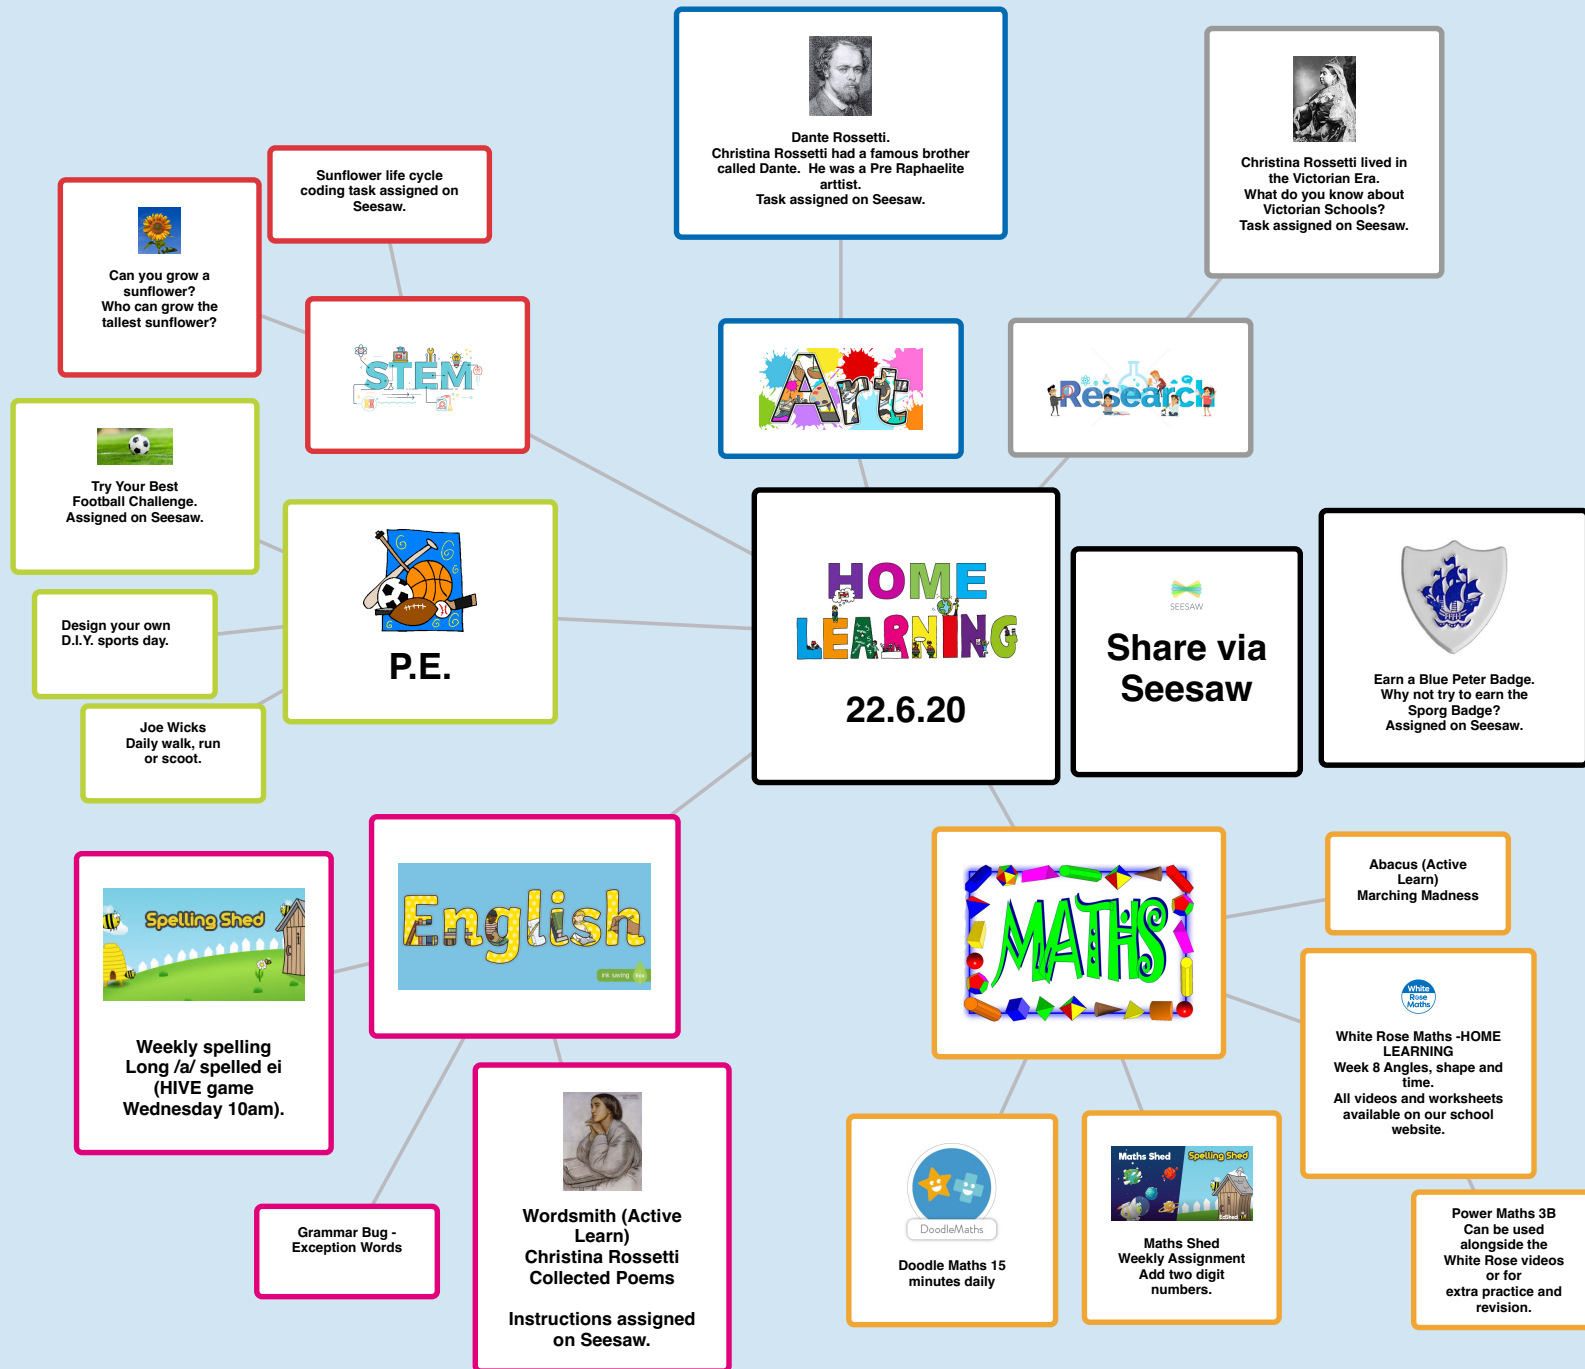 Dante Rossetti.
Christina Rossetti had a famous brother
called Dante. He was a Pre Raphaelite
arttist.
Task assigned on Seesaw.
Christina Rossetti lived in
the Victorian Era.
What do you know about
Victorian Schools?
Task assigned on Seesaw.
Sunflower life cycle
coding task assigned on
Seesaw.
Can you grow a
sunflower?
Who can grow the
tallest sunflower?
STEM
Art
Research
Try Your Best
Football Challenge.
Assigned on Seesaw.
Design your own
D.I.Y. sports day.
Joe Wicks
Daily walk, run
or scoot.
P.E.
HOME
LEARNING
22.6.20
SEESAW
Share via
Seesaw
Earn a Blue Peter Badge.
Why not try to earn the
Sporg Badge?
Assigned on Seesaw.
English
ink saving
Spelling Shed
Weekly spelling
Long /a/ spelled ei
(HIVE game
Wednesday 10am).
Grammar Bug -
Exception Words
Wordsmith (Active
Learn)
Christina Rossetti
Collected Poems
Instructions assigned
on Seesaw.
MATHS
Abacus (Active
Learn)
Marching Madness
White
Rose
Maths
White Rose Maths -HOME
LEARNING
Week 8 Angles, shape and
time.
All videos and worksheets
available on our school
website.
Power Maths 3B
Can be used
alongside the
White Rose videos
or for
extra practice and
revision.
DoodleMaths
Doodle Maths 15
minutes daily
Maths Shed
Spelling Shed
EdShed
Maths Shed
Weekly Assignment
Add two digit
numbers.